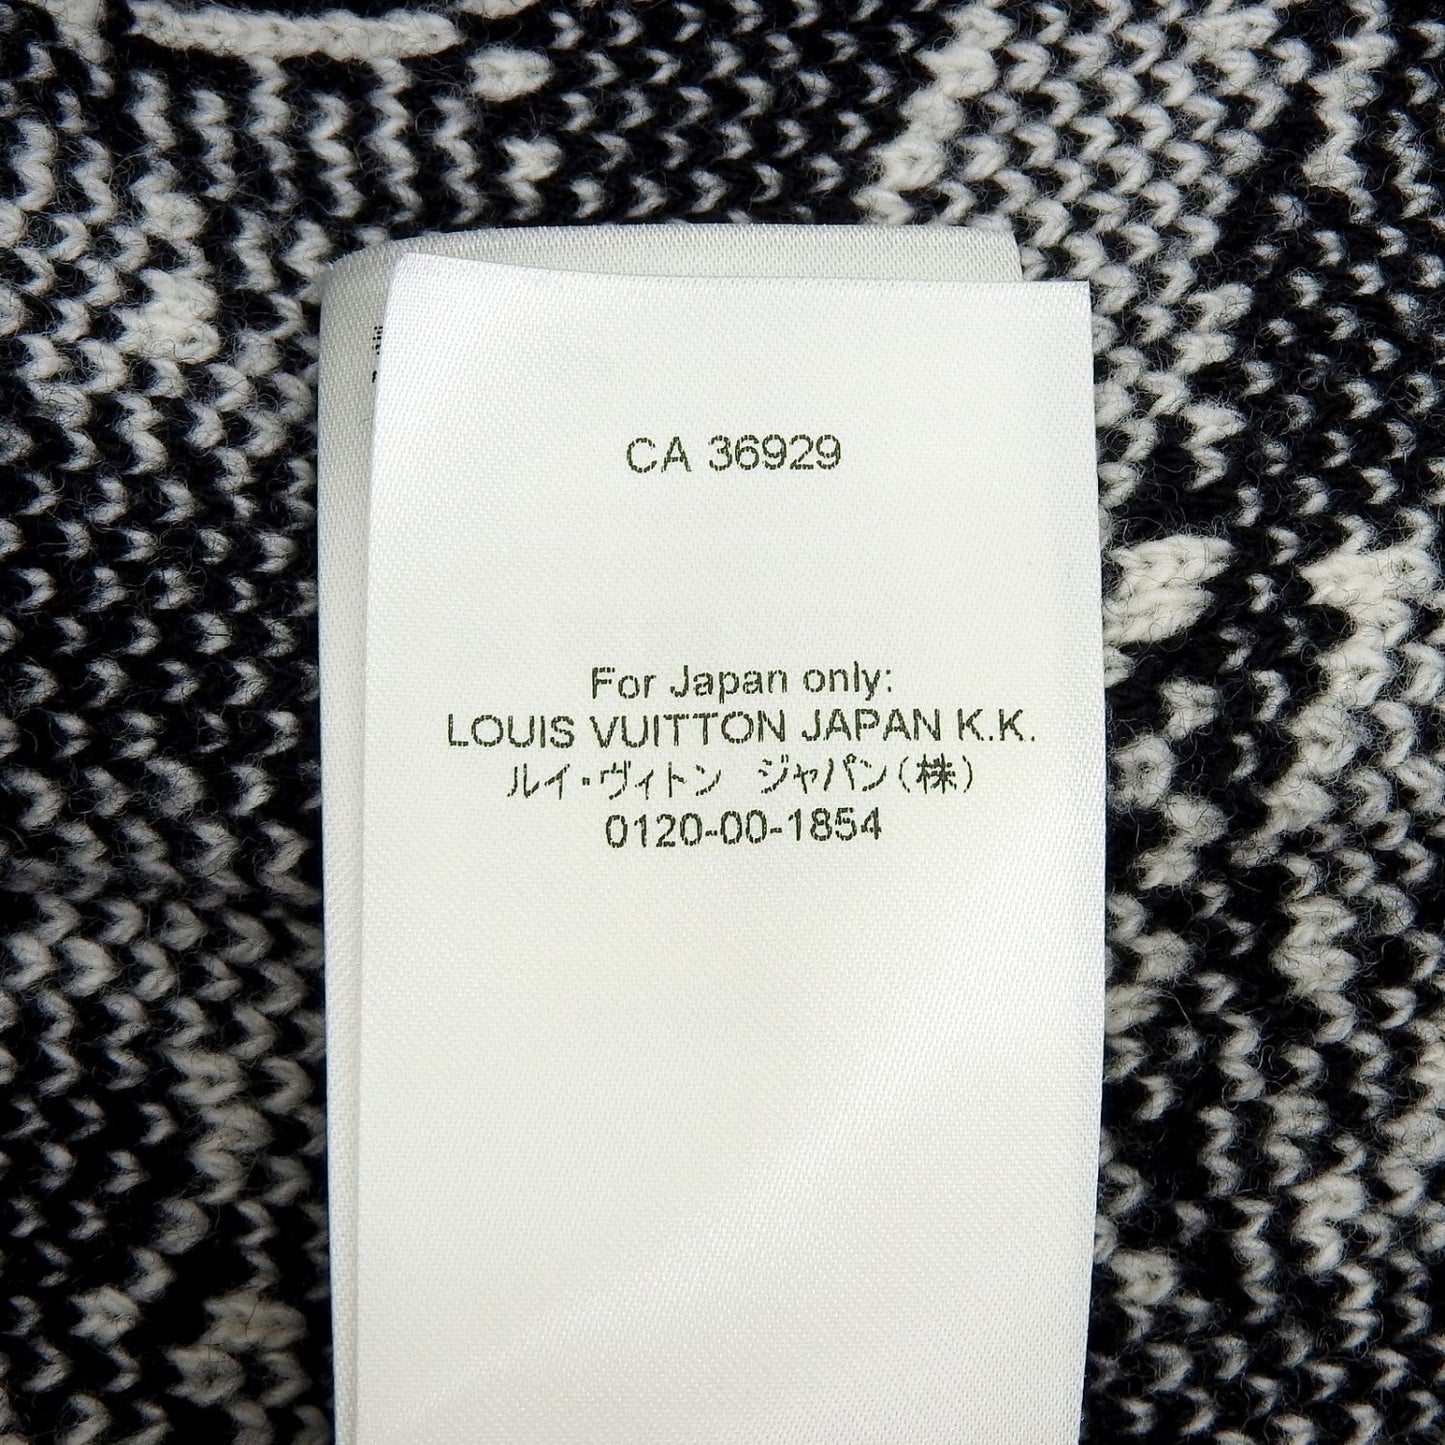 CA 36929
For Japan only:
LOUIS VUITTON JAPAN K.K.
ルイ・ヴィトン　ジャパン（株）
0120-00-1854